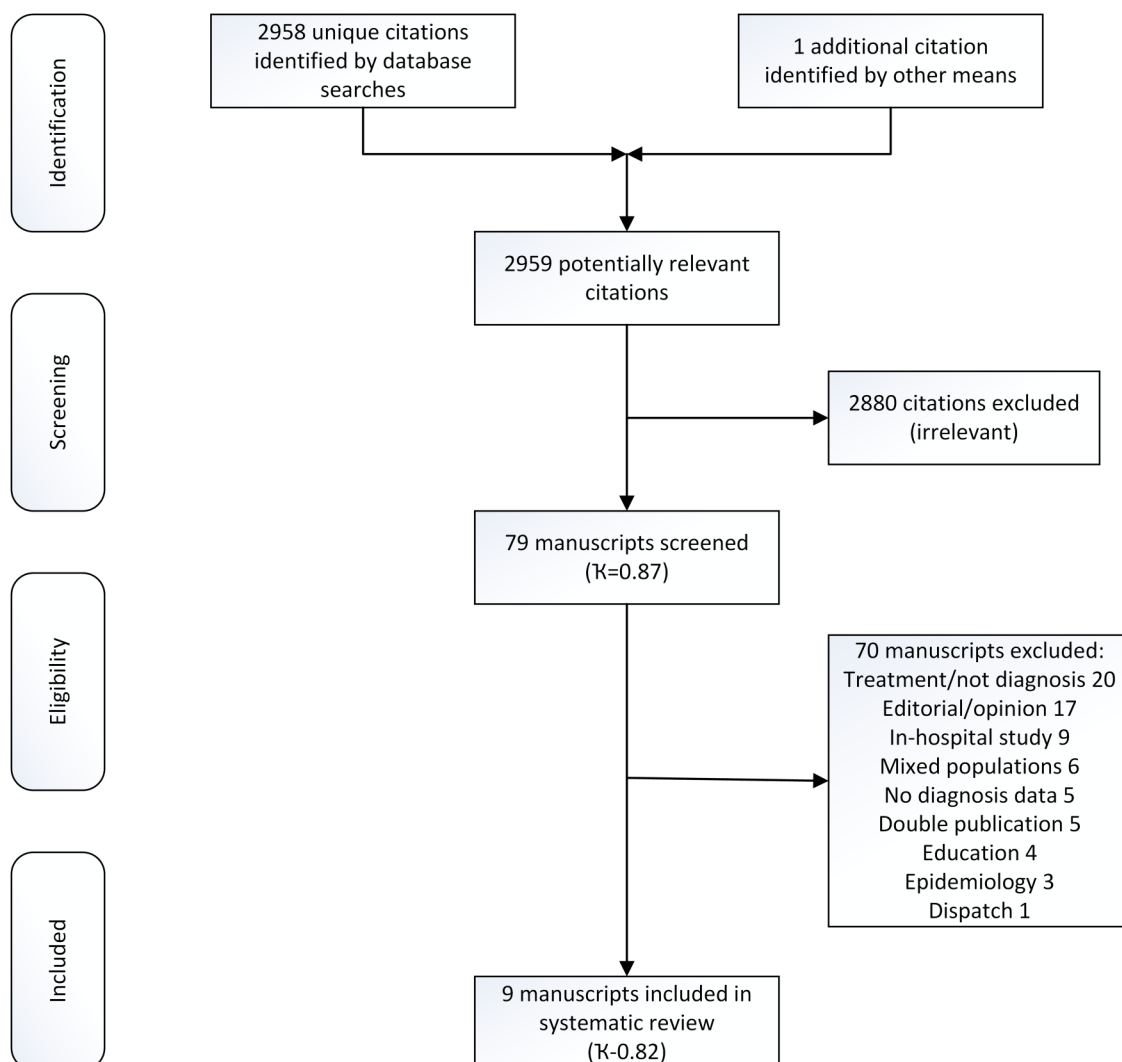 Identification
2958 unique citations
identified by database
searches
1 additional citation
identified by other means
2959 potentially relevant
citations
Screening
2880 citations excluded
(irrelevant)
79 manuscripts screened
(Ҡ=0.87)
Eligibility
70 manuscripts excluded:
Treatment/not diagnosis 20
Editorial/opinion 17
In-hospital study 9
Mixed populations 6
No diagnosis data 5
Double publication 5
Education 4
Epidemiology 3
Dispatch 1
Included
9 manuscripts included in
systematic review
(Ҡ-0.82)